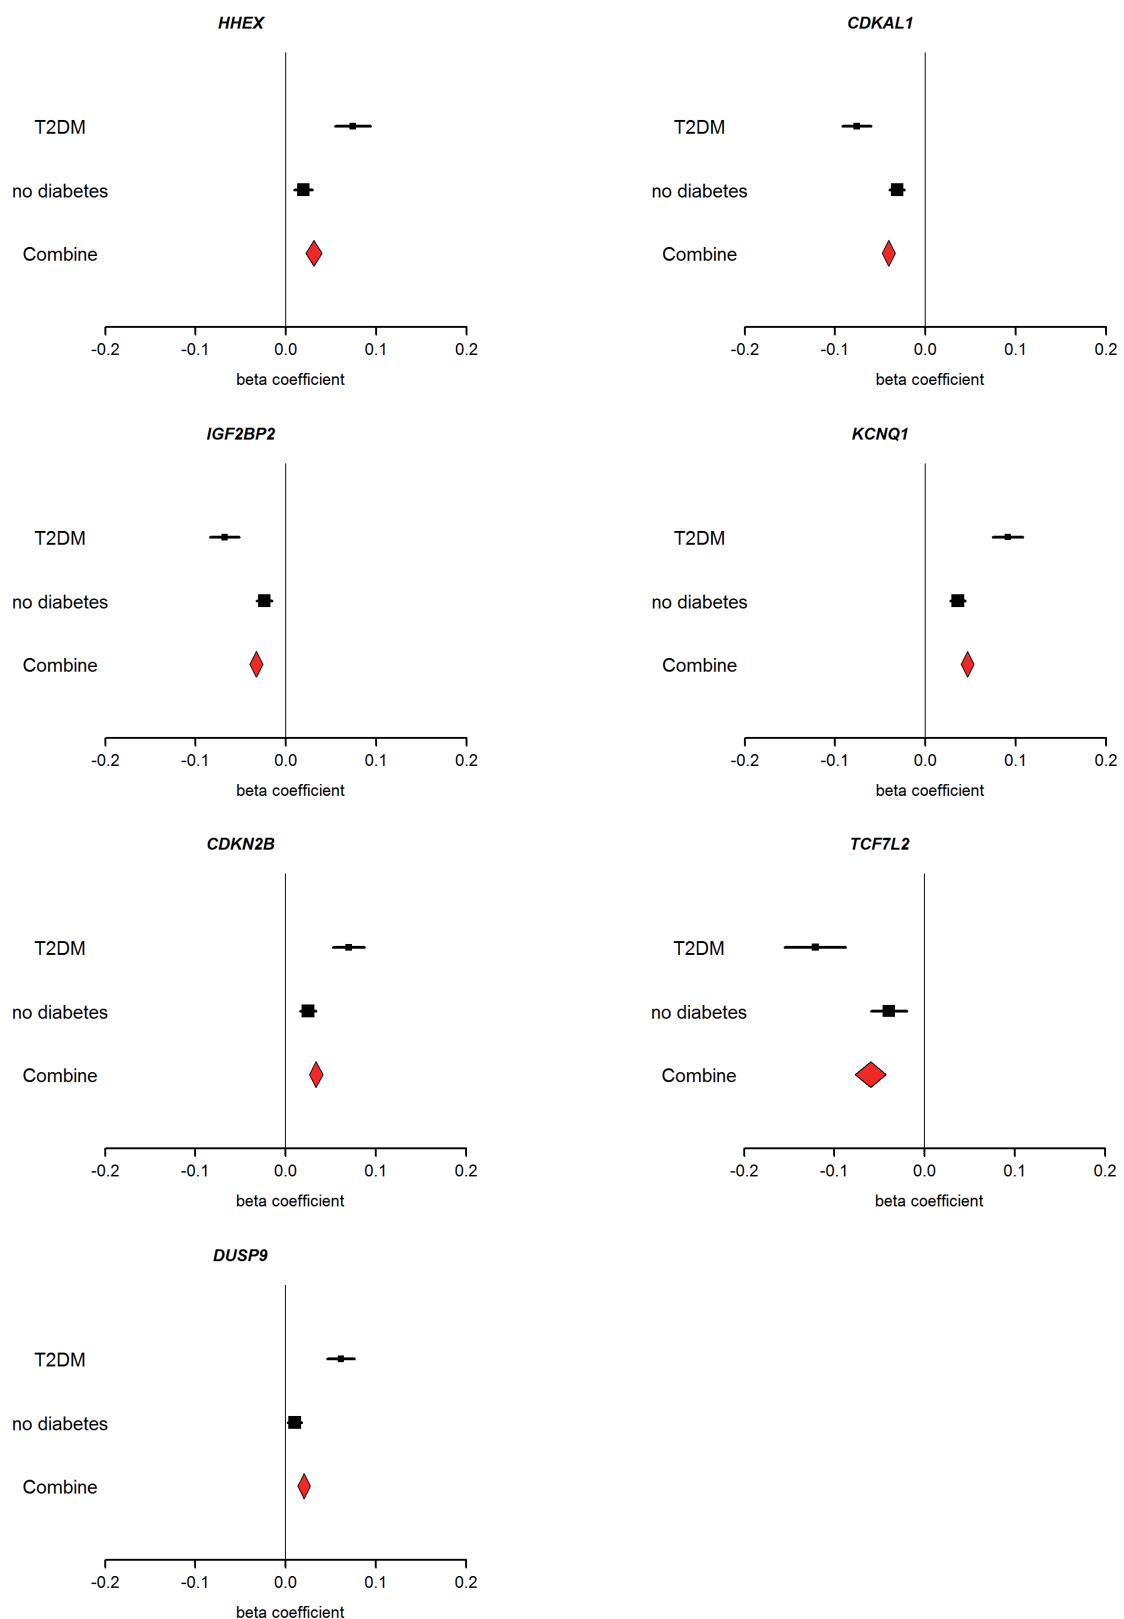 HHEX
T2DM
no diabetes
Combine
-0.2 -0.1 0.0 0.1 0.2
beta coefficient
CDKAL1
T2DM
no diabetes
Combine
-0.2 -0.1 0.0 0.1 0.2
beta coefficient
IGF2BP2
T2DM
no diabetes
Combine
-0.2 -0.1 0.0 0.1 0.2
beta coefficient
KCNQ1
T2DM
no diabetes
Combine
-0.2 -0.1 0.0 0.1 0.2
beta coefficient
CDKN2B
T2DM
no diabetes
Combine
-0.2 -0.1 0.0 0.1 0.2
beta coefficient
TCF7L2
T2DM
no diabetes
Combine
-0.2 -0.1 0.0 0.1 0.2
beta coefficient
DUSP9
T2DM
no diabetes
Combine
-0.2 -0.1 0.0 0.1 0.2
beta coefficient